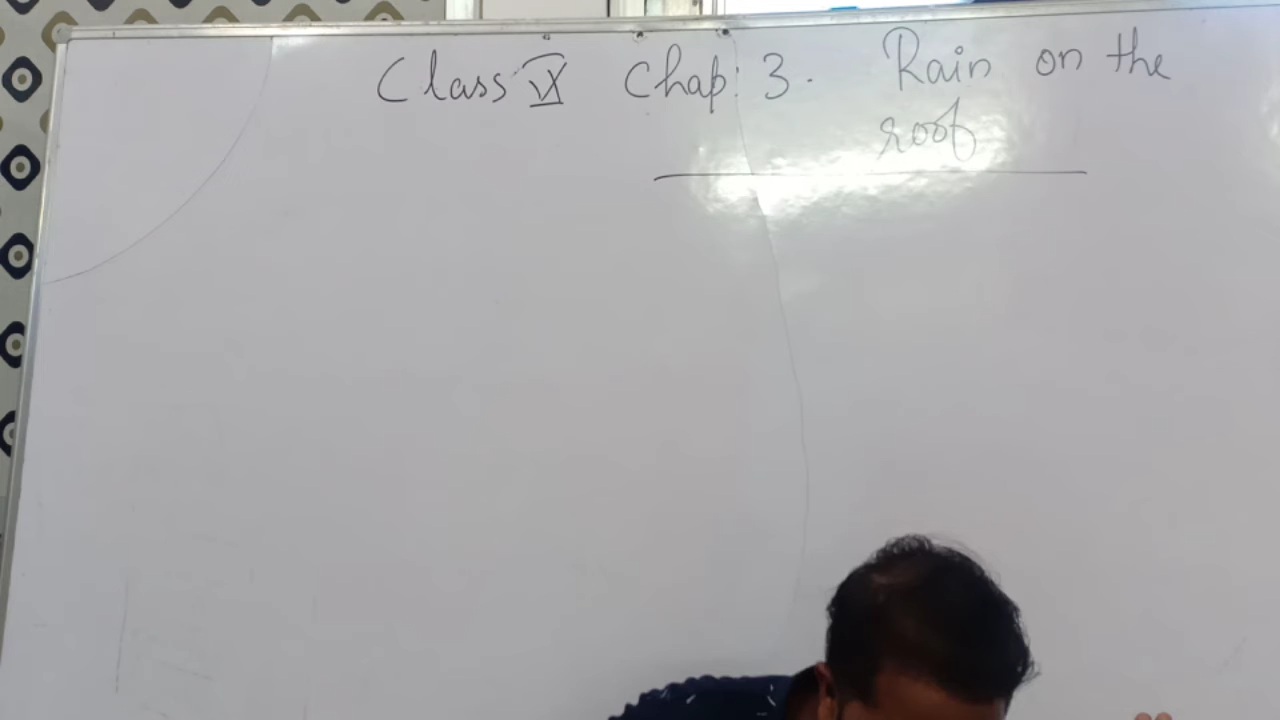 Class IX Chap: 3. Rain on the
roof